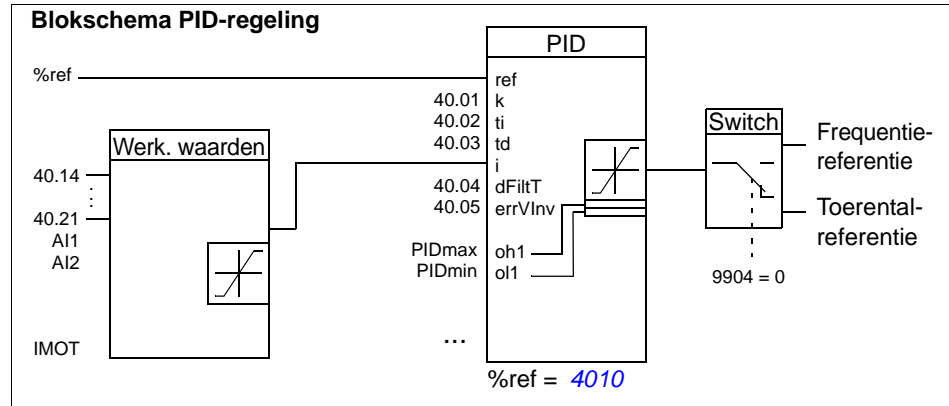 Blokschema PID-regeling
PID
%ref
ref
40.01 k
40.02 ti
40.03 td
i
40.04 dFiltT
40.05 errVInv
PIDmax oh1
PIDmin ol1
...
%ref = 4010
Werk. waarden
40.14
:
40.21
AI1
AI2
IMOT
Switch
Frequentie-
referentie
Toerental-
referentie
9904 = 0